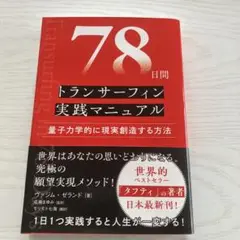 78
日間
トランサーフィン
実践マニュアル
量子力学的に現実創造する方法
世界はあなたの思いどおりになる。
究極の
願望実現メソッド!
世界的
ベストセラー
「タフティ」の著者
日本最新刊!
ヴァジム・ゼランド
1日1つ実践すると人生が一変する!